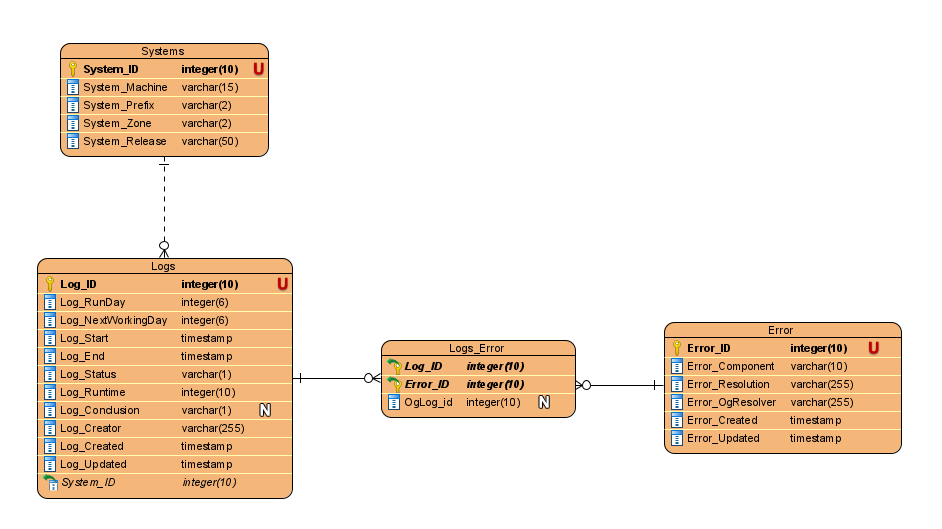 Systems
System_ID integer(10) U
System_Machine varchar(15)
System_Prefix varchar(2)
System_Zone varchar(2)
System_Release varchar(50)
Logs
Log_ID integer(10) U
Log_RunDay integer(6)
Log_NextWorkingDay integer(6)
Log_Start timestamp
Log_End timestamp
Log_Status varchar(1)
Log_Runtime integer(10)
Log_Conclusion varchar(1) N
Log_Creator varchar(255)
Log_Created timestamp
Log_Updated timestamp
System_ID integer(10)
Logs_Error
Log_ID integer(10)
Error_ID integer(10)
OgLog_id integer(10) N
Error
Error_ID integer(10) U
Error_Component varchar(10)
Error_Resolution varchar(255)
Error_OgResolver varchar(255)
Error_Created timestamp
Error_Updated timestamp